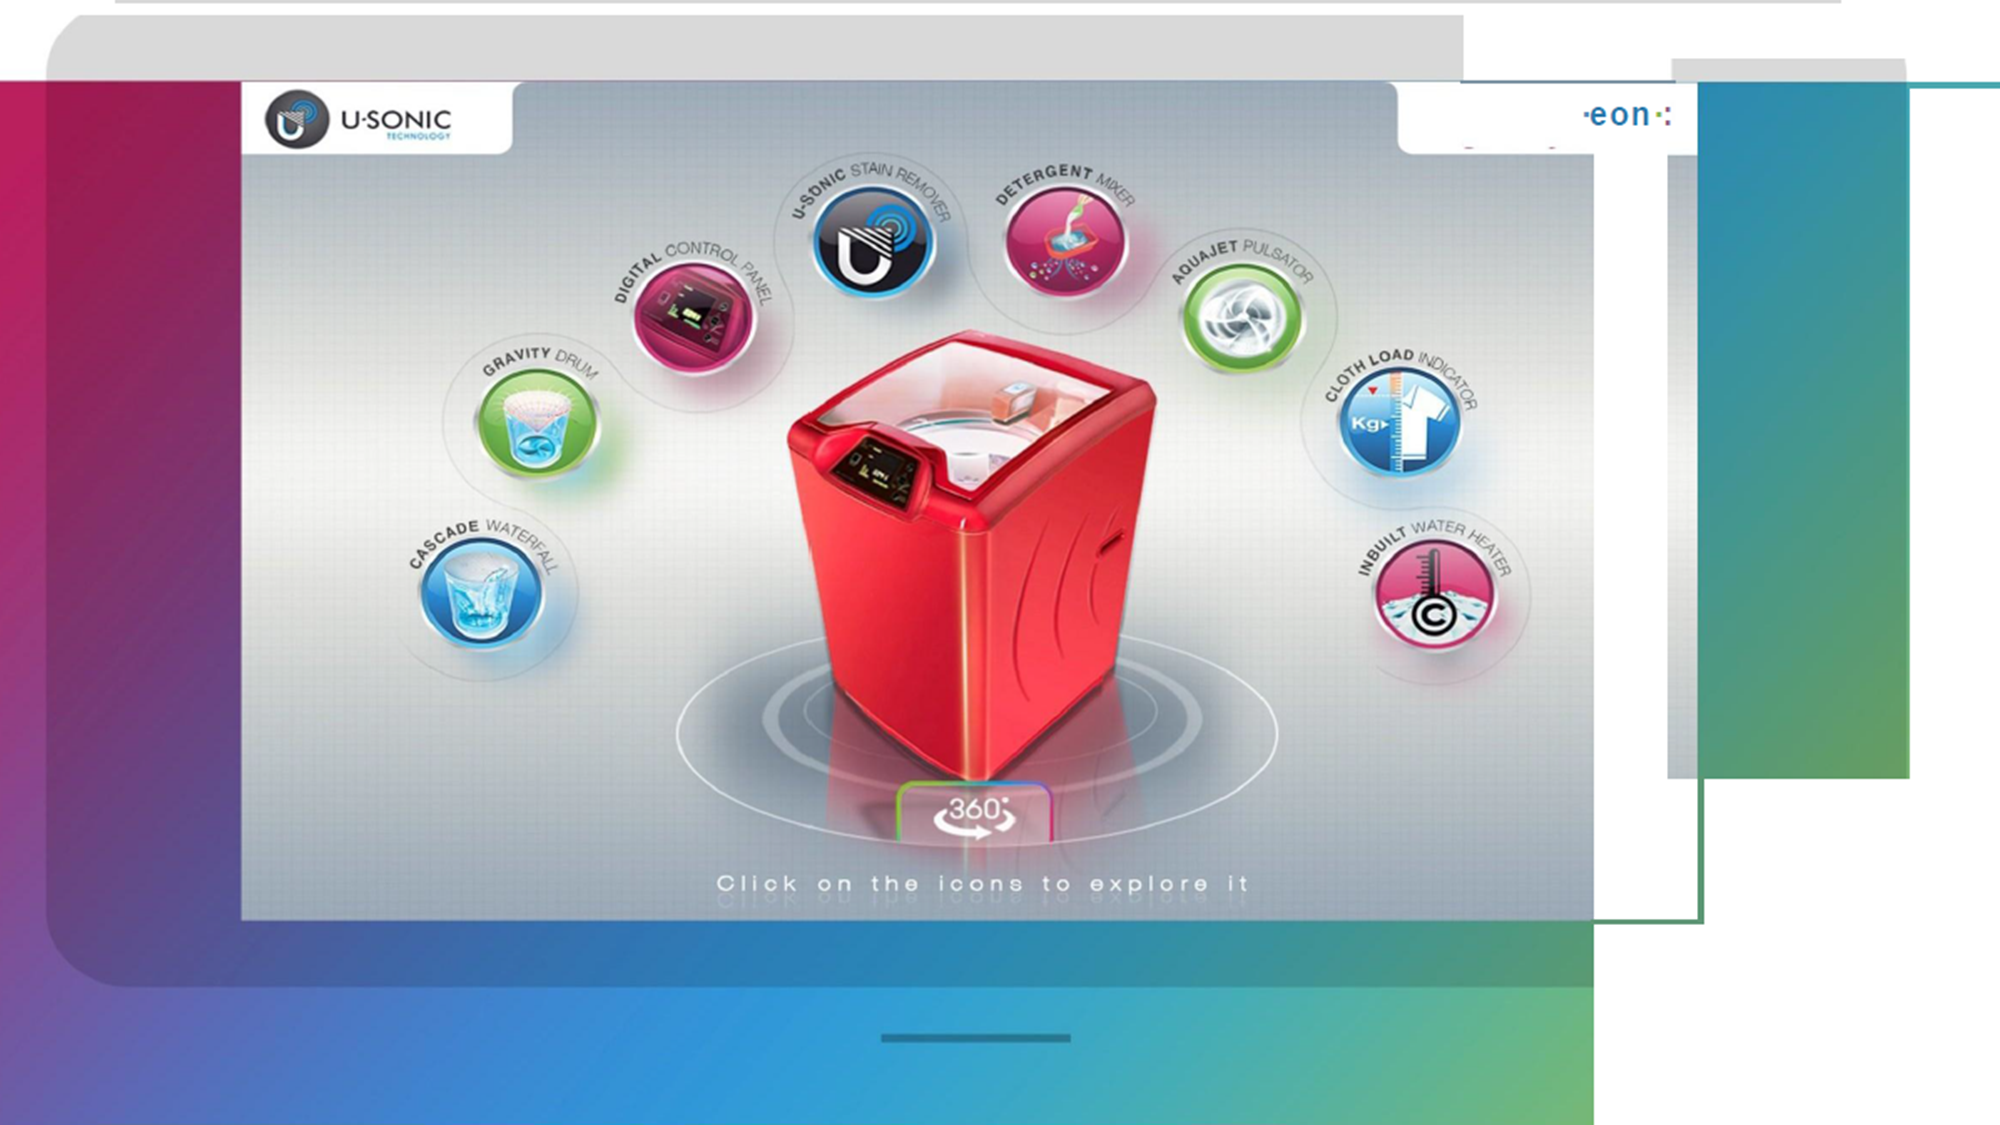 U-SONIC
TECHNOLOGY
eon
U-SONIC STAIN REMOVER
DETERGENT MIXER
DIGITAL CONTROL PANEL
AQUAJET PULSATOR
GRAVITY DRUM
CLOTH LOAD INDICATOR
Kg
CASCADE WATERFALL
INBUILT WATER HEATER
C
360°
Click on the icons to explore it